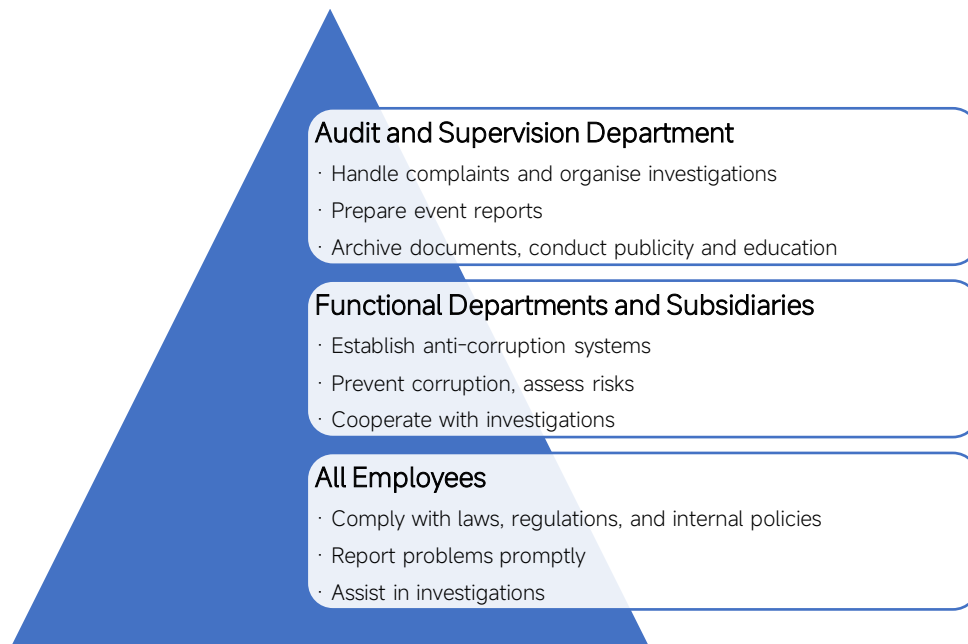 Audit and Supervision Department
· Handle complaints and organise investigations
· Prepare event reports
· Archive documents, conduct publicity and education
Functional Departments and Subsidiaries
· Establish anti-corruption systems
· Prevent corruption, assess risks
· Cooperate with investigations
All Employees
· Comply with laws, regulations, and internal policies
· Report problems promptly
· Assist in investigations